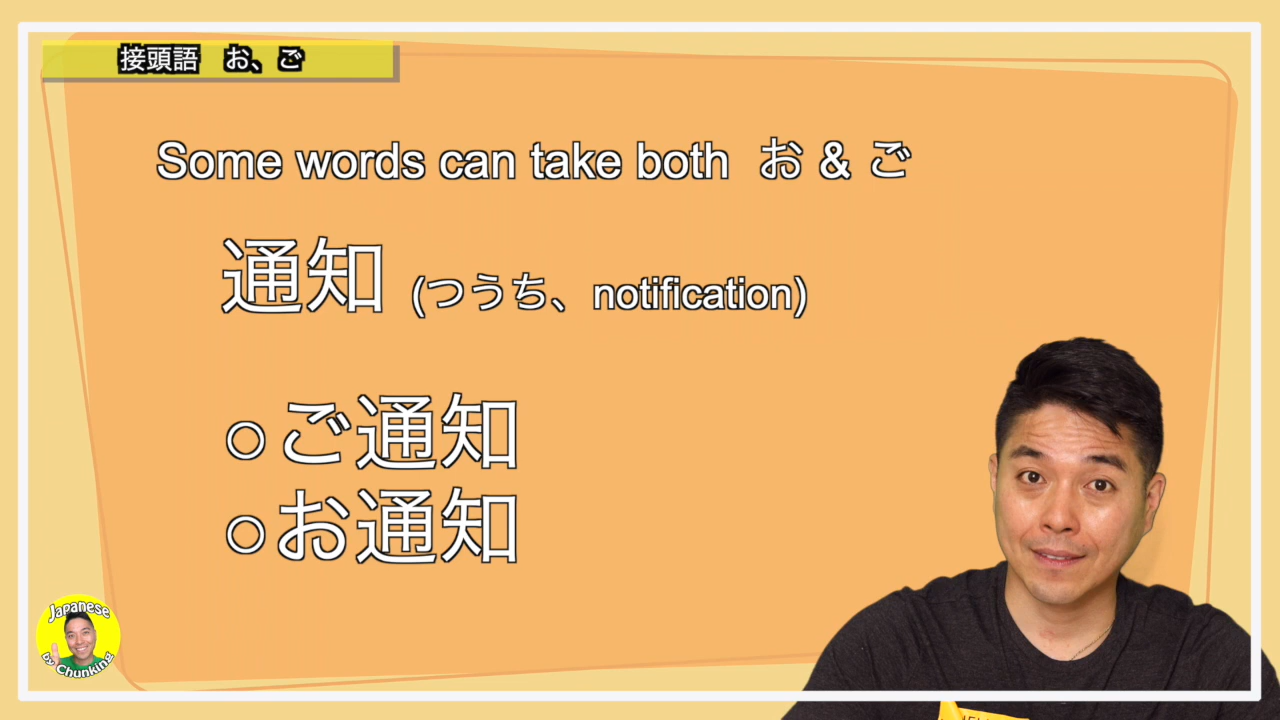 接頭語　お、ご
Some words can take both お & ご
通知 (つうち、notification)
○ご通知
○お通知
Japanese
by Chunking